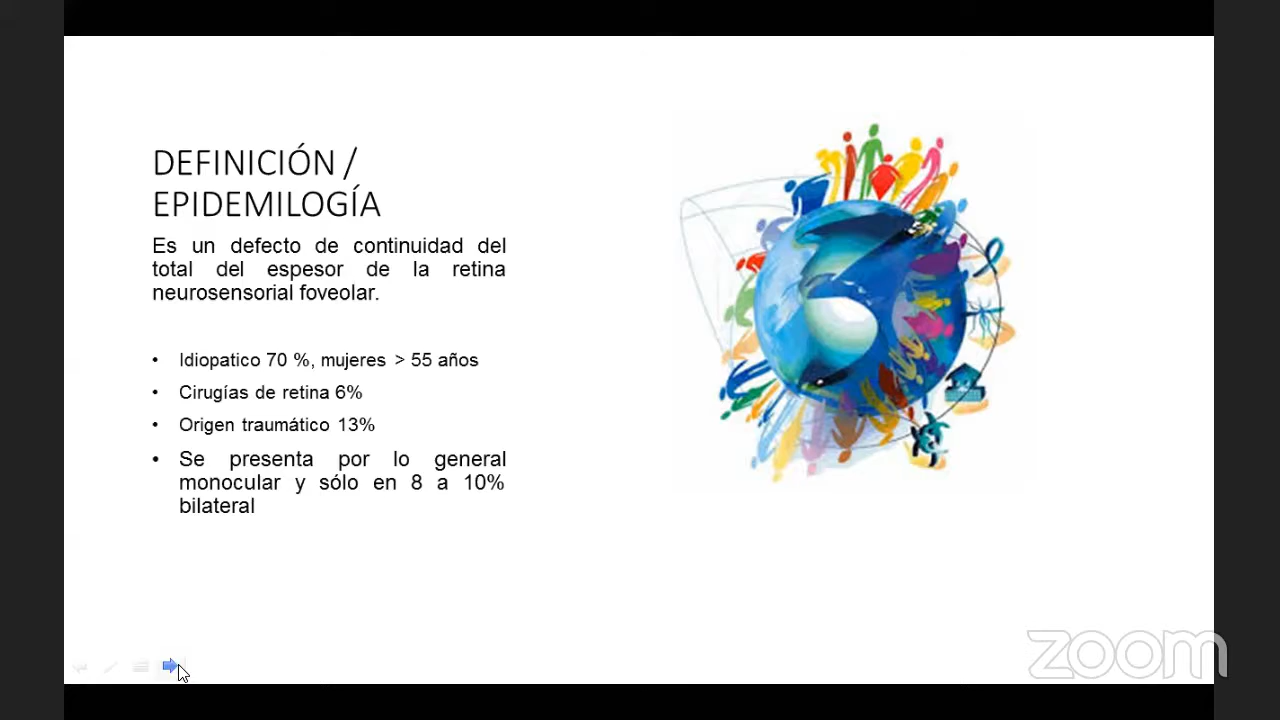 DEFINICIÓN /
EPIDEMILOGÍA
Es un defecto de continuidad del
total del espesor de la retina
neurosensorial foveolar.
• Idiopatico 70 %, mujeres > 55 años
• Cirugías de retina 6%
• Origen traumático 13%
• Se presenta por lo general
monocular y sólo en 8 a 10%
bilateral
zoom